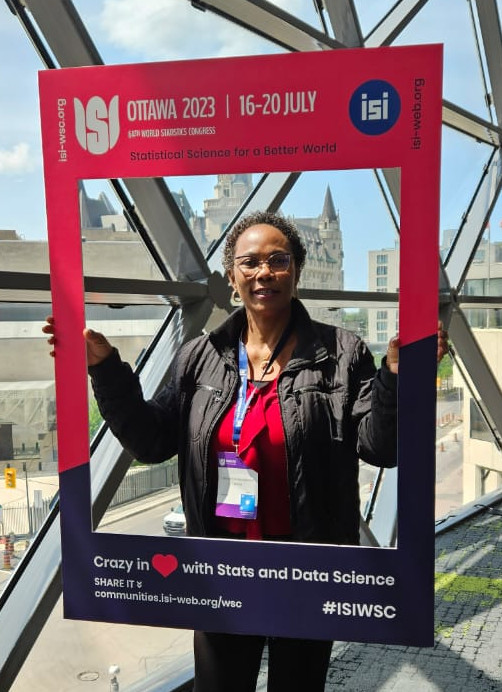 isi-wsc.org
ISI
OTTAWA 2023 | 16-20 JULY
64TH WORLD STATISTICS CONGRESS
Statistical Science for a Better World
isi
isi-web.org
Crazy in ❤ with Stats and Data Science
SHARE IT
communities.isi-web.org/wsc
#ISIWSC